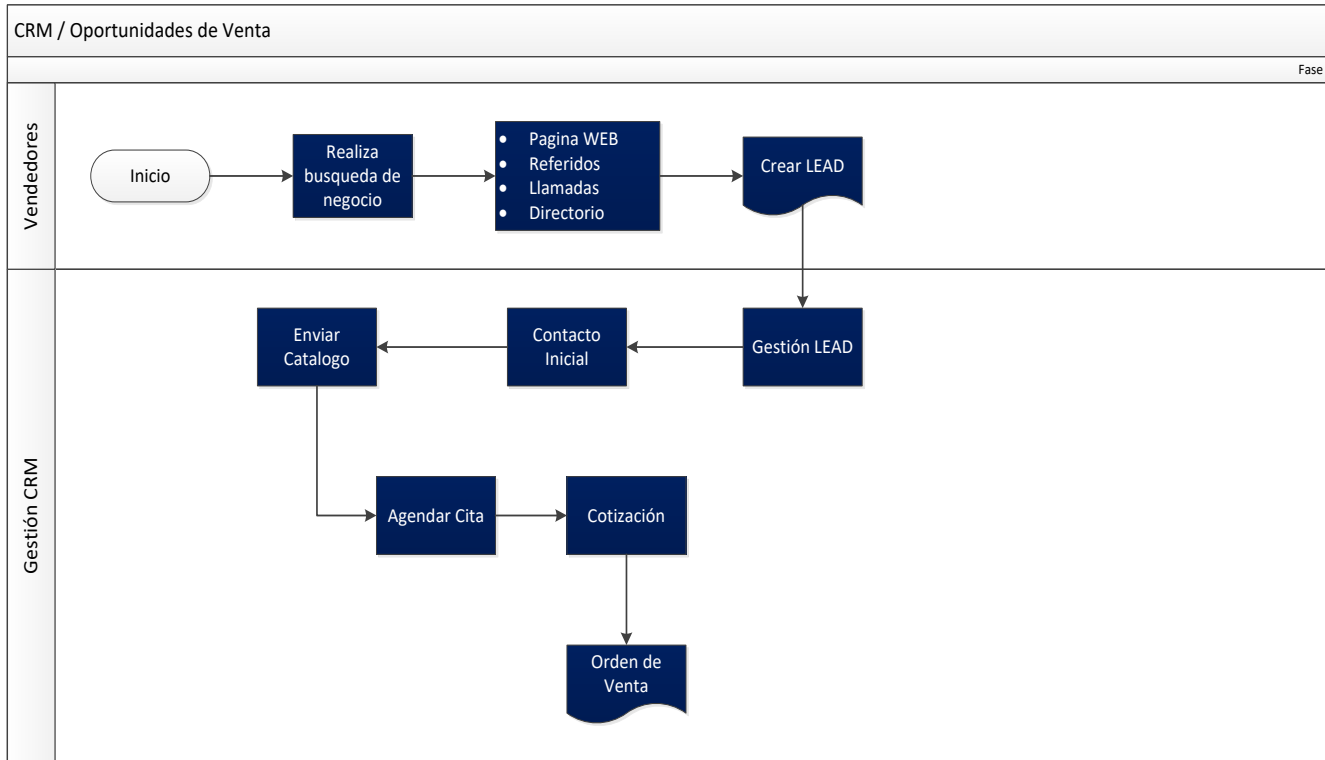 CRM / Oportunidades de Venta
Fase
Vendedores
Inicio
Realiza
busqueda de
negocio
• Pagina WEB
• Referidos
• Llamadas
• Directorio
Crear LEAD
Gestión CRM
Gestión LEAD
Contacto
Inicial
Enviar
Catalogo
Agendar Cita
Cotización
Orden de
Venta